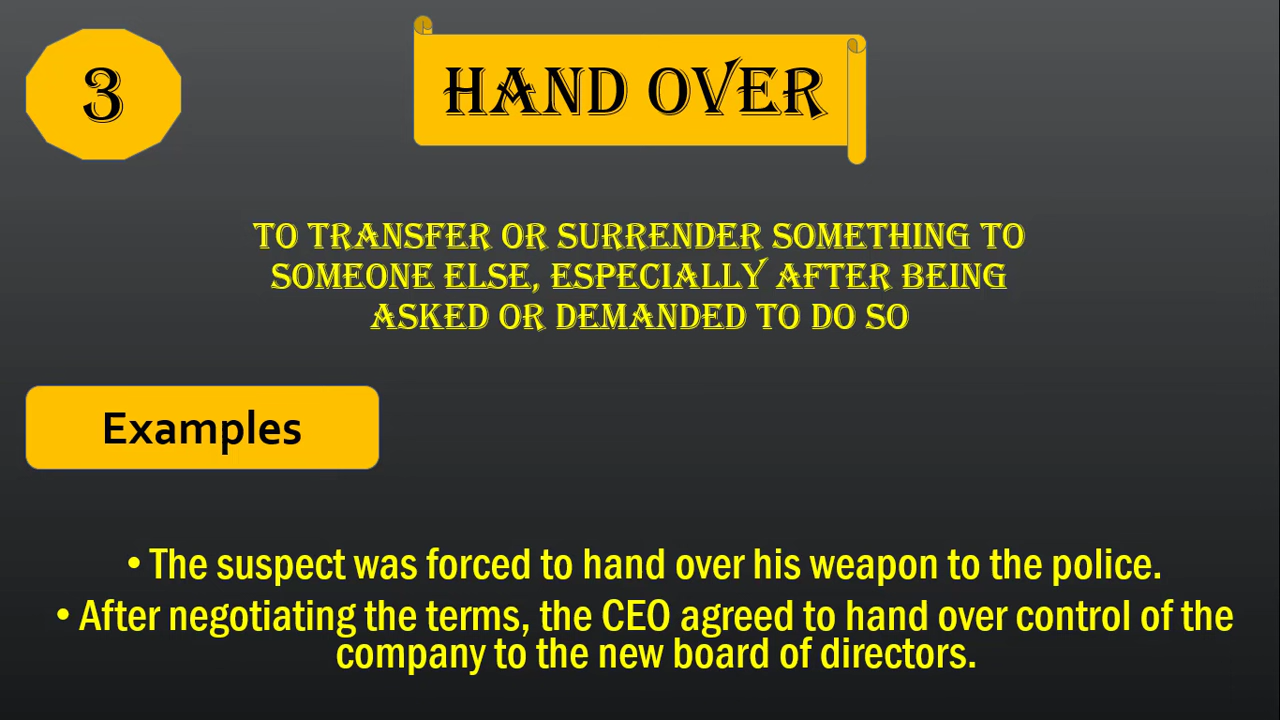 3
HAND OVER
TO TRANSFER OR SURRENDER SOMETHING TO
SOMEONE ELSE, ESPECIALLY AFTER BEING
ASKED OR DEMANDED TO DO SO
Examples
• The suspect was forced to hand over his weapon to the police.
• After negotiating the terms, the CEO agreed to hand over control of the
company to the new board of directors.